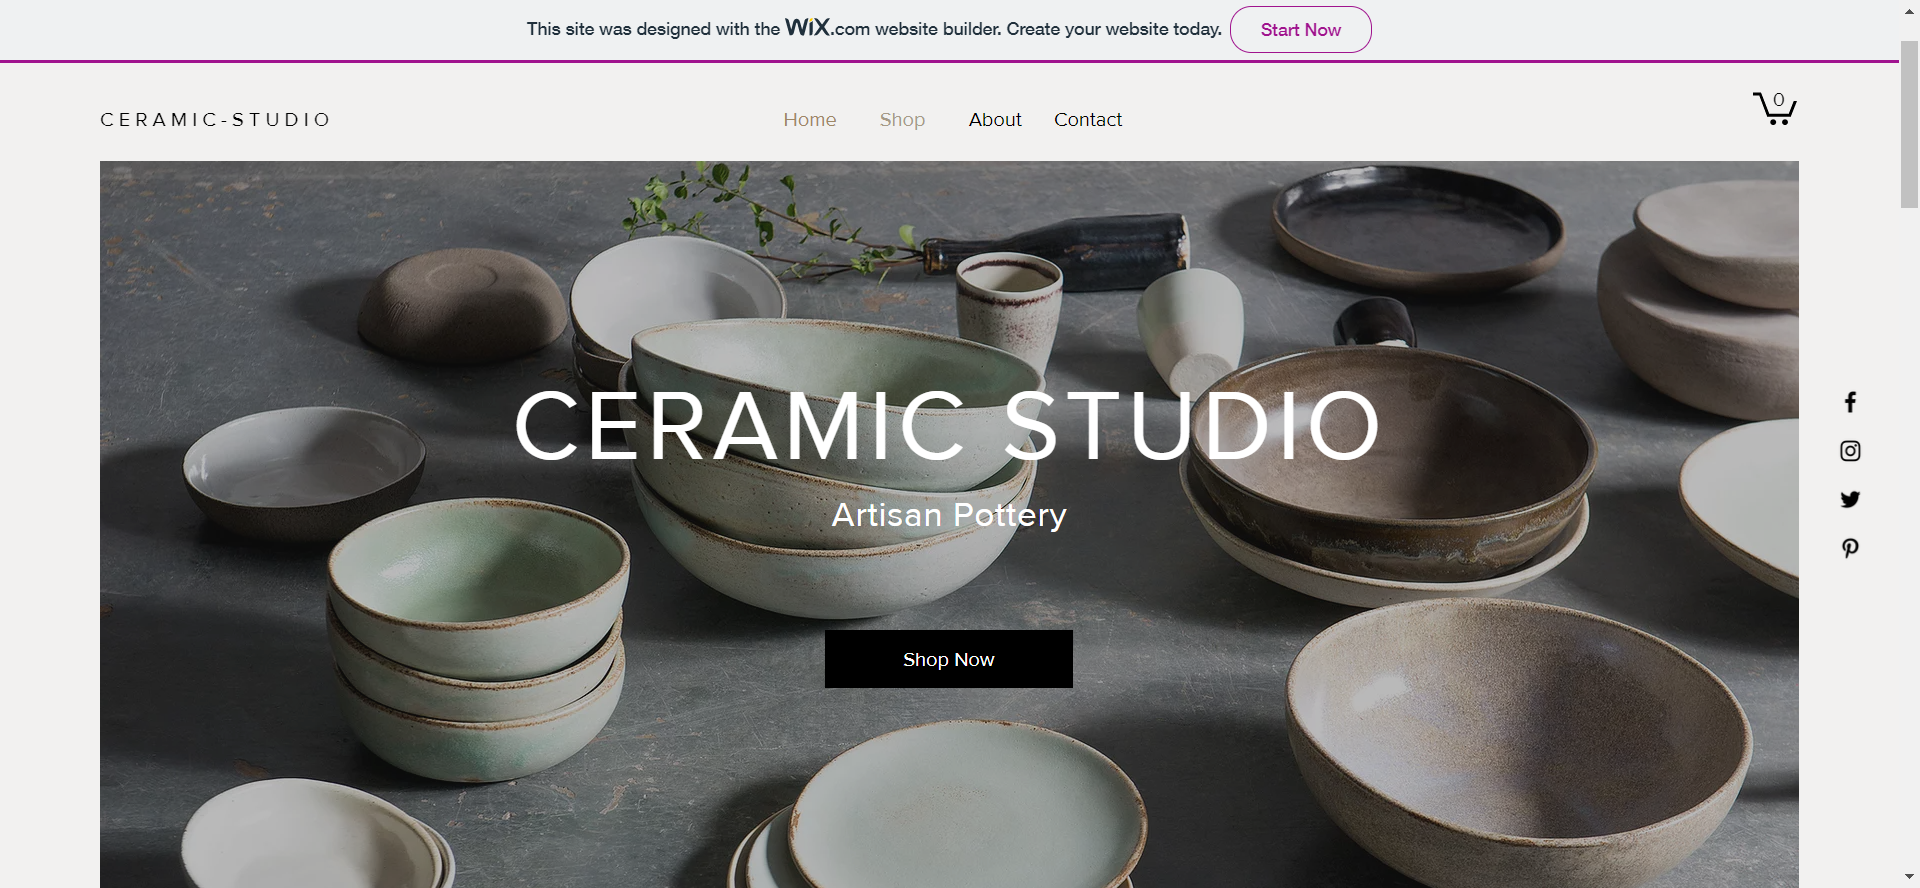 This site was designed with the WiX.com website builder. Create your website today. Start Now
CERAMIC-STUDIO Home Shop About Contact 0
CERAMIC STUDIO
Artisan Pottery
Shop Now